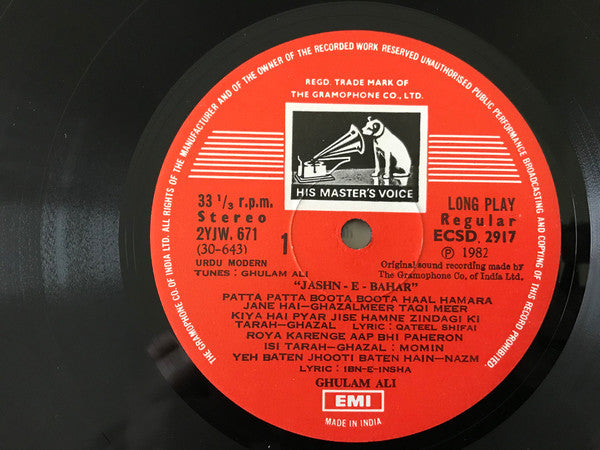 THE GRAMOPHONE CO. OF INDIA LTD. ALL RIGHTS OF THE MANUFACTURER AND OF THE OWNER OF THE RECORDED WORK RESERVED UNAUTHORISED PUBLIC PERFORMANCE BROADCASTING AND COPYING OF THIS RECORD PROHIBITED.
REGD. TRADE MARK OF
THE GRAMOPHONE CO., LTD.
HIS MASTER'S VOICE
33 1/3 r.p.m.
Stereo
2YJW. 671
(30-643)
1
URDU MODERN
TUNES: GHULAM ALI
LONG PLAY
Regular
ECSD. 2917
Ⓟ 1982
Original sound recording made by
The Gramophone Co. of India Ltd.
"JASHN-E-BAHAR"
PATTA PATTA BOOTA BOOTA HAAL HAMARA
JANE HAI-GHAZALMEER TAQI MEER
KIYA HAI PYAR JISE HAMNE ZINDAGI KI
TARAH-GHAZAL LYRIC: QATEEL SHIFAI
ROYA KARENGE AAP BHI PAHERON
ISI TARAH-GHAZAL: MOMIN
YEH BATEN JHOOTI BATEN HAIN-NAZM
LYRIC: IBN-E-INSHA
GHULAM ALI
EMI
MADE IN INDIA